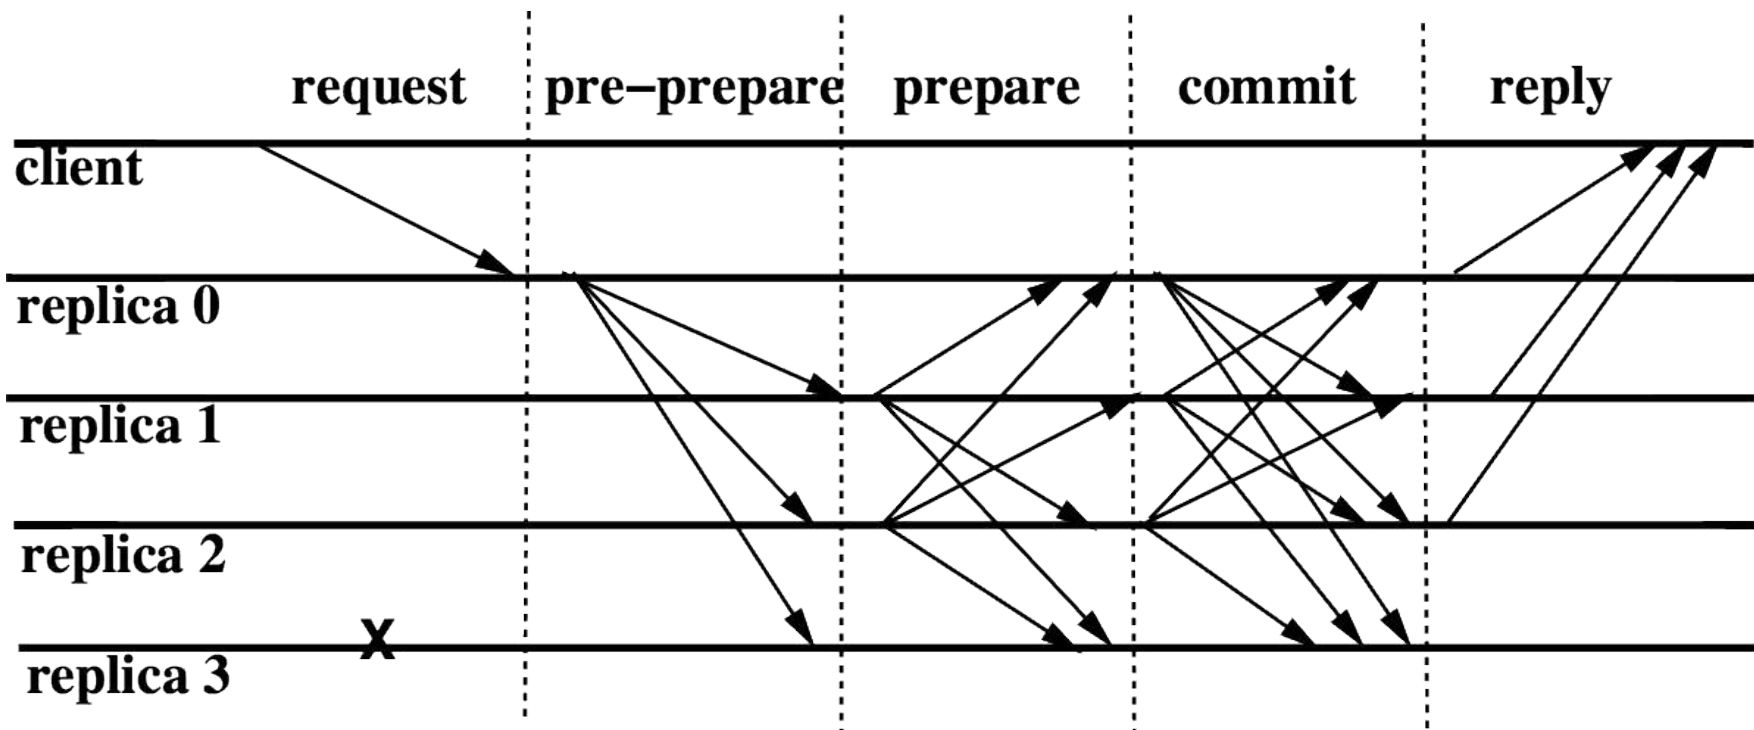 request pre−prepare prepare commit reply
client
replica 0
replica 1
replica 2
X
replica 3